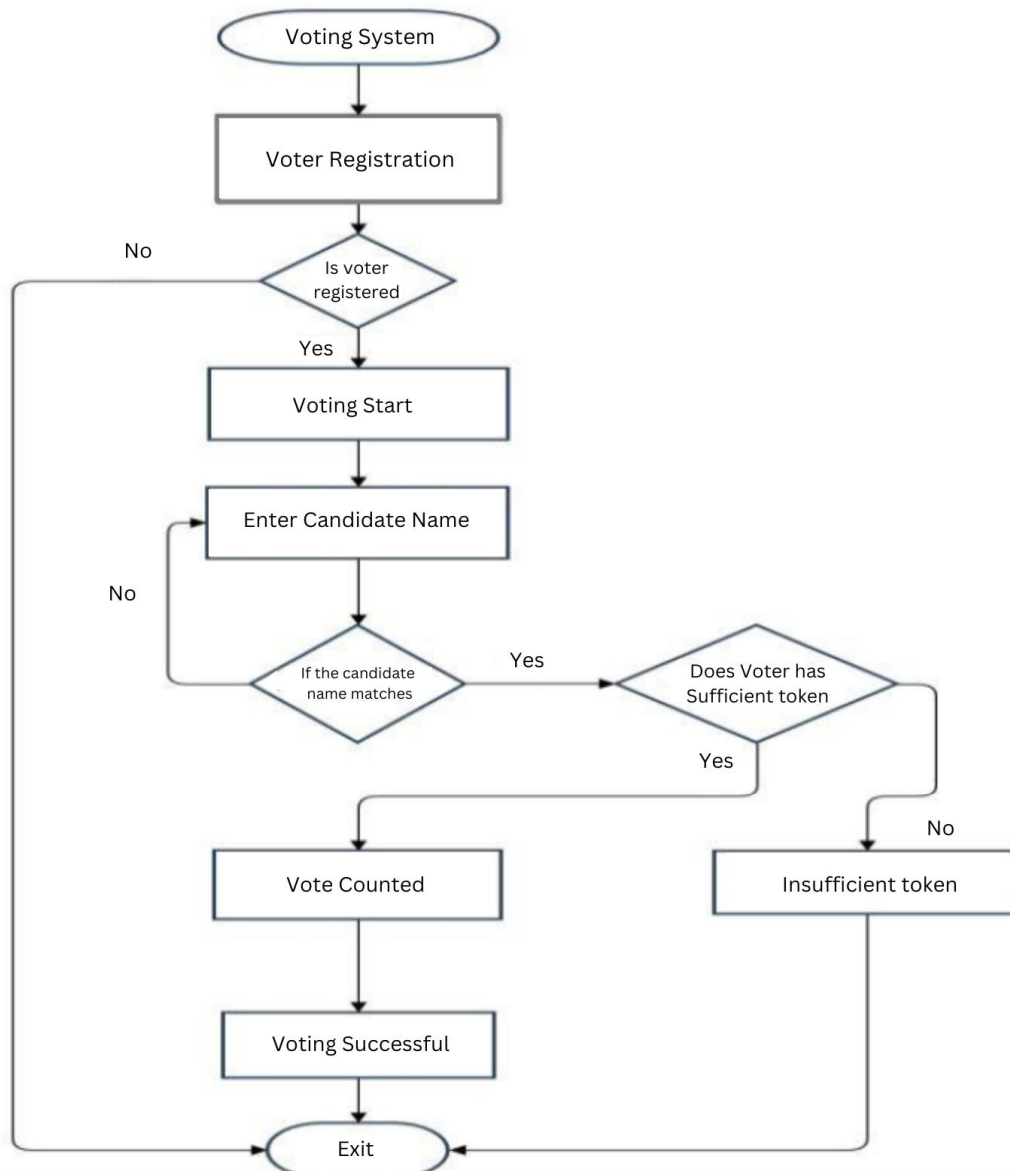 Voting System
Voter Registration
No
Is voter
registered
Yes
Voting Start
Enter Candidate Name
No
If the candidate
name matches
Yes
Does Voter has
Sufficient token
Yes
No
Vote Counted
Insufficient token
Voting Successful
Exit